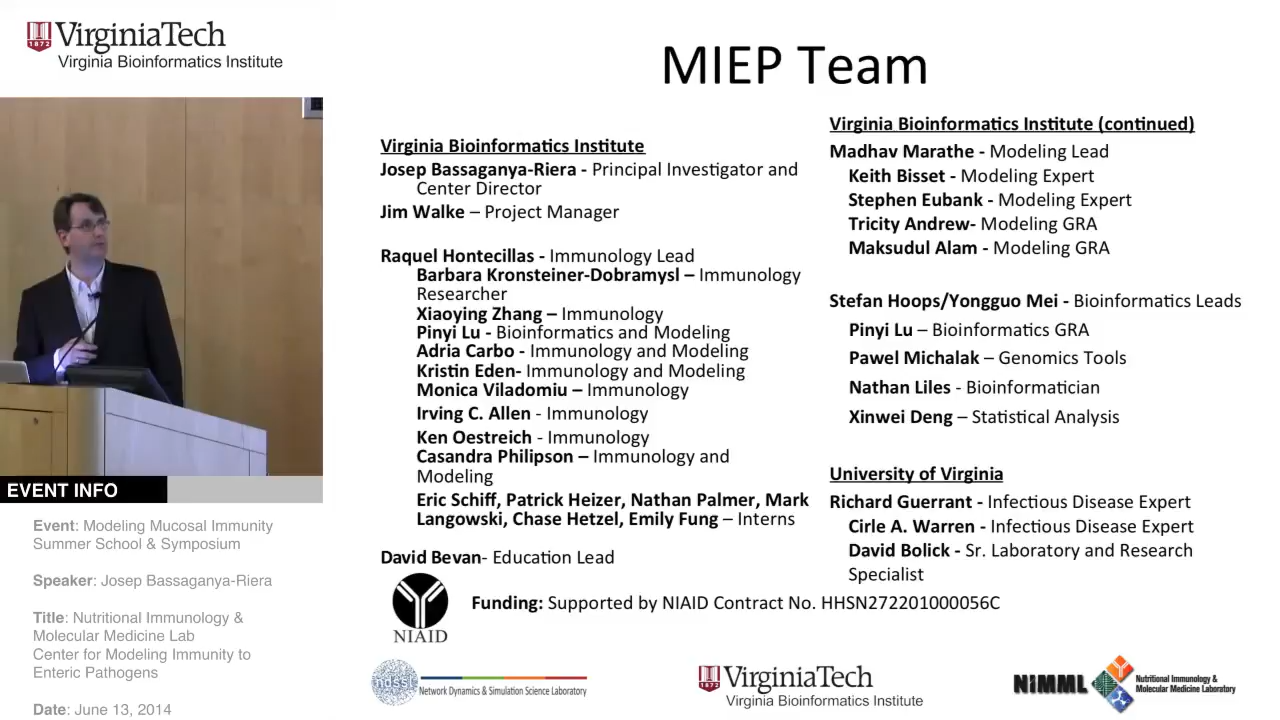 VirginiaTech
1872
Virginia Bioinformatics Institute
EVENT INFO
Event: Modeling Mucosal Immunity
Summer School & Symposium
Speaker: Josep Bassaganya-Riera
Title: Nutritional Immunology &
Molecular Medicine Lab
Center for Modeling Immunity to
Enteric Pathogens
Date: June 13, 2014
MIEP Team
Virginia Bioinformatics Institute
Josep Bassaganya-Riera - Principal Investigator and
Center Director
Jim Walke – Project Manager
Raquel Hontecillas - Immunology Lead
Barbara Kronsteiner-Dobramysl – Immunology
Researcher
Xiaoying Zhang – Immunology
Pinyi Lu - Bioinformatics and Modeling
Adria Carbo - Immunology and Modeling
Kristin Eden- Immunology and Modeling
Monica Viladomiu – Immunology
Irving C. Allen - Immunology
Ken Oestreich - Immunology
Casandra Philipson – Immunology and
Modeling
Eric Schiff, Patrick Heizer, Nathan Palmer, Mark
Langowski, Chase Hetzel, Emily Fung – Interns
David Bevan- Education Lead
Virginia Bioinformatics Institute (continued)
Madhav Marathe - Modeling Lead
Keith Bisset - Modeling Expert
Stephen Eubank - Modeling Expert
Tricity Andrew- Modeling GRA
Maksudul Alam - Modeling GRA
Stefan Hoops/Yongguo Mei - Bioinformatics Leads
Pinyi Lu – Bioinformatics GRA
Pawel Michalak – Genomics Tools
Nathan Liles - Bioinformatician
Xinwei Deng – Statistical Analysis
University of Virginia
Richard Guerrant - Infectious Disease Expert
Cirle A. Warren - Infectious Disease Expert
David Bolick - Sr. Laboratory and Research
Specialist
NIAID
Funding: Supported by NIAID Contract No. HHSN272201000056C
ndssl
Network Dynamics & Simulation Science Laboratory
VirginiaTech
1872
Virginia Bioinformatics Institute
NIMML
Nutritional Immunology &
Molecular Medicine Laboratory